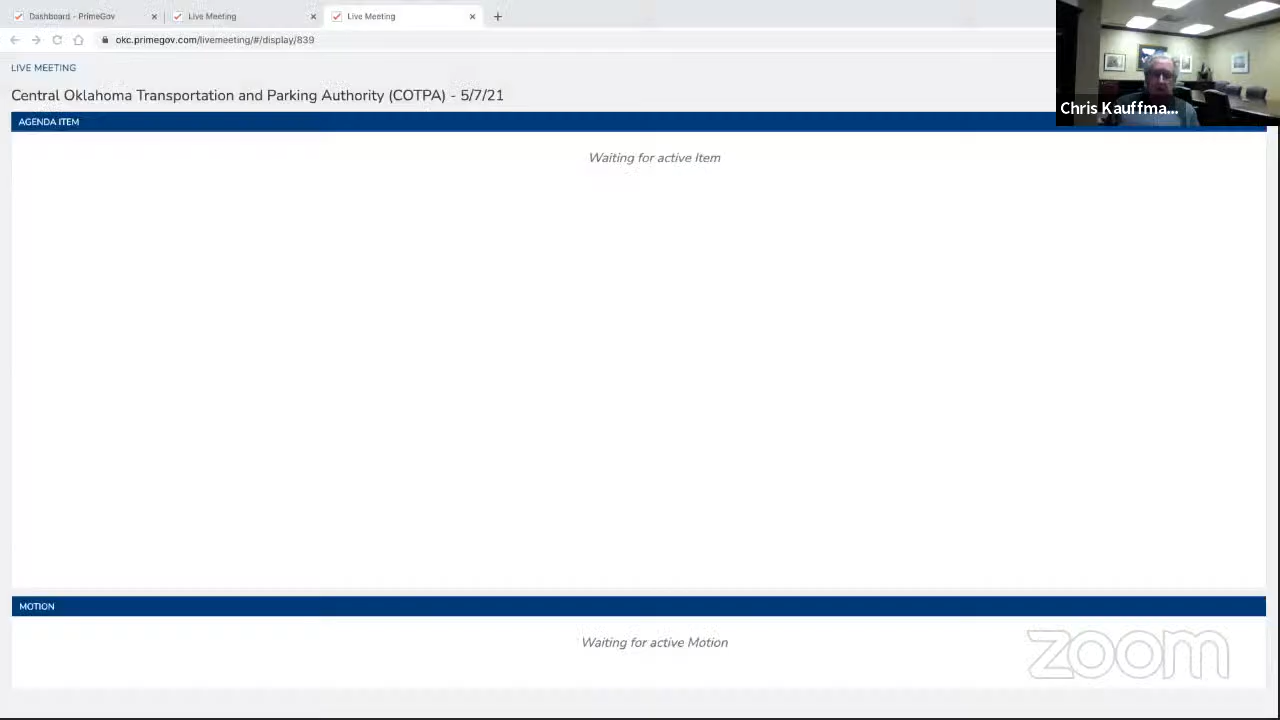 Dashboard - PrimeGov
Live Meeting
Live Meeting
okc.primegov.com/livemeeting/#/display/839
LIVE MEETING
Central Oklahoma Transportation and Parking Authority (COTPA) - 5/7/21
Chris Kauffma...
AGENDA ITEM
Waiting for active Item
MOTION
Waiting for active Motion
zoom